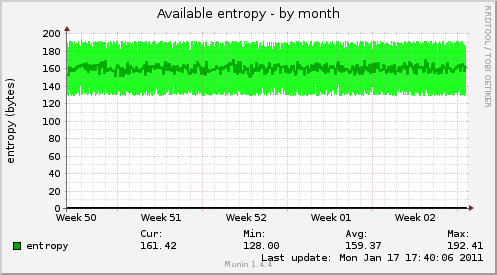 Available entropy - by month
RRDTOOL / TOBI OETIKER
entropy (bytes)
200
180
160
140
120
100
80
60
40
20
0
Week 50 Week 51 Week 52 Week 01 Week 02
Cur: Min: Avg: Max:
entropy 161.42 128.00 159.37 192.41
Last update: Mon Jan 17 17:40:06 2011
Munin 1.4.4